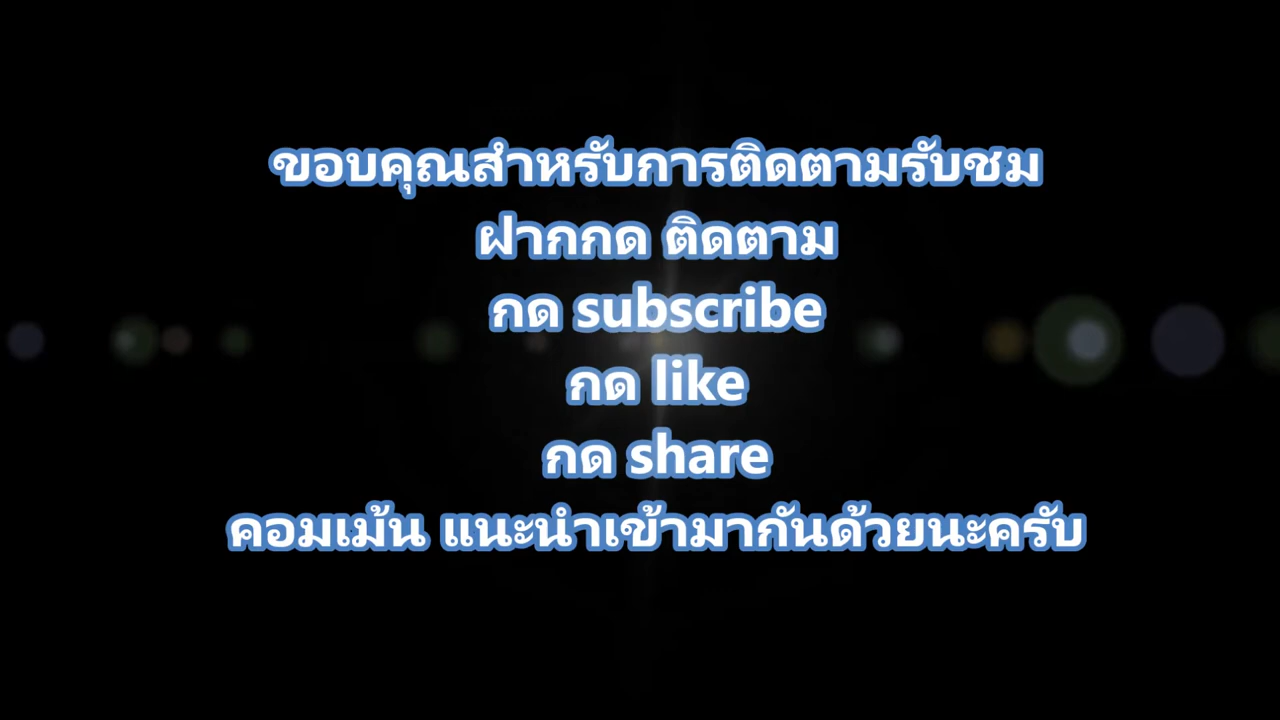 ขอบคุณสำหรับการติดตามรับชม
ฝากกด ติดตาม
กด subscribe
กด like
กด share
คอมเม้น แนะนำเข้ามากันด้วยนะครับ